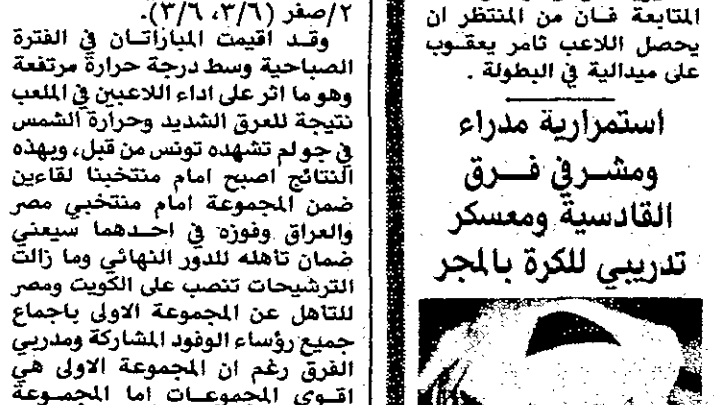 المتابعة فان من المنتظر ان
يحصل اللاعب ثامر يعقوب
على ميدالية في البطولة .
استمرارية مدراء
ومشرفي فرق
القادسية ومعسكر
تدريبي للكرة بالمجر
٢/صفر (٣/٦، ٣/٦).
وقد اقيمت المباراتان في الفترة
الصباحية وسط درجة حرارة مرتفعة
وهو ما اثر على اداء اللاعبين في الملعب
نتيجة للعرق الشديد وحرارة الشمس
في جو لم تشهده تونس من قبل، وبهذه
النتائج اصبح امام منتخبنا لقاءين
ضمن المجموعة امام منتخبي مصر
والعراق وفوزه في احدهما سيعني
ضمان تاهله للدور النهائي وما زالت
الترشيحات تنصب على الكويت ومصر
للتاهل عن المجموعة الاولى باجماع
جميع رؤساء الوفود المشاركة ومدربي
الفرق رغم ان المجموعة الاولى هي
اقوى المجموعات اما المجموعة